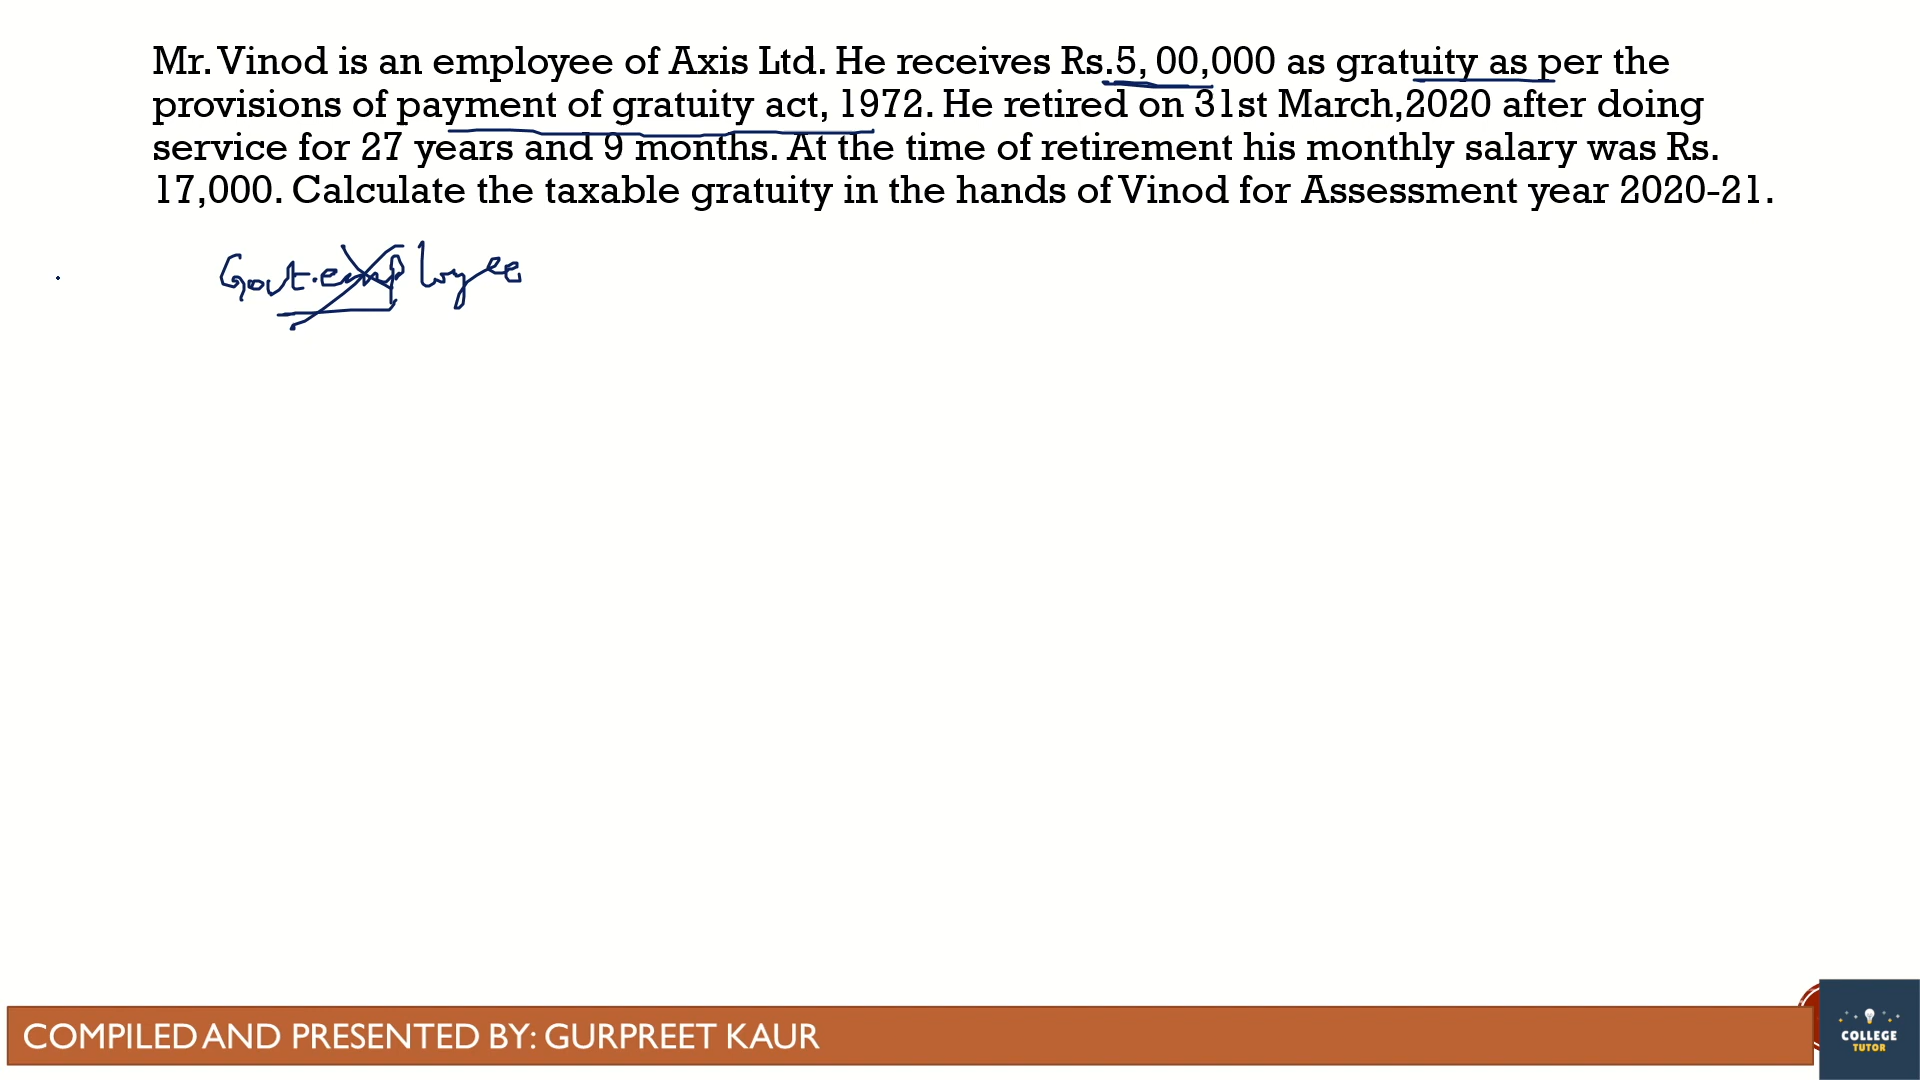 Mr. Vinod is an employee of Axis Ltd. He receives Rs.5, 00,000 as gratuity as per the
provisions of payment of gratuity act, 1972. He retired on 31st March,2020 after doing
service for 27 years and 9 months. At the time of retirement his monthly salary was Rs.
17,000. Calculate the taxable gratuity in the hands of Vinod for Assessment year 2020-21.
Govt. employee
COMPILED AND PRESENTED BY: GURPREET KAUR
COLLEGE
TUTOR